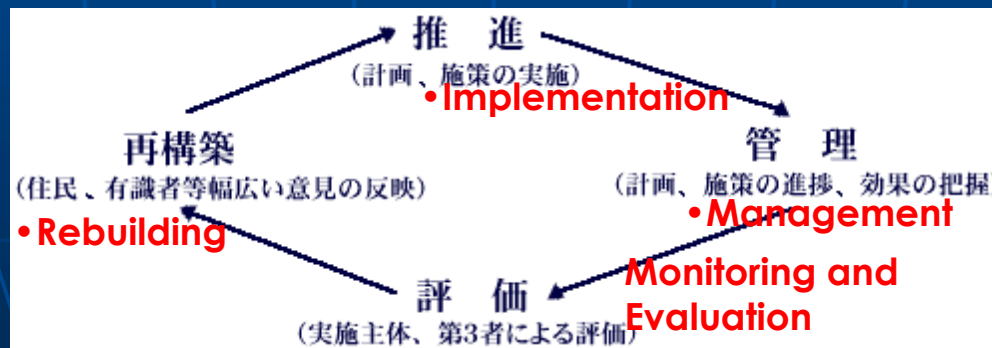 推 進
(計画、施策の実施)
•Implementation
再構築
(住民、有識者等幅広い意見の反映)
•Rebuilding
管 理
(計画、施策の進捗、効果の把握)
•Management
評 価
(実施主体、第3者による評価)
Monitoring and
Evaluation